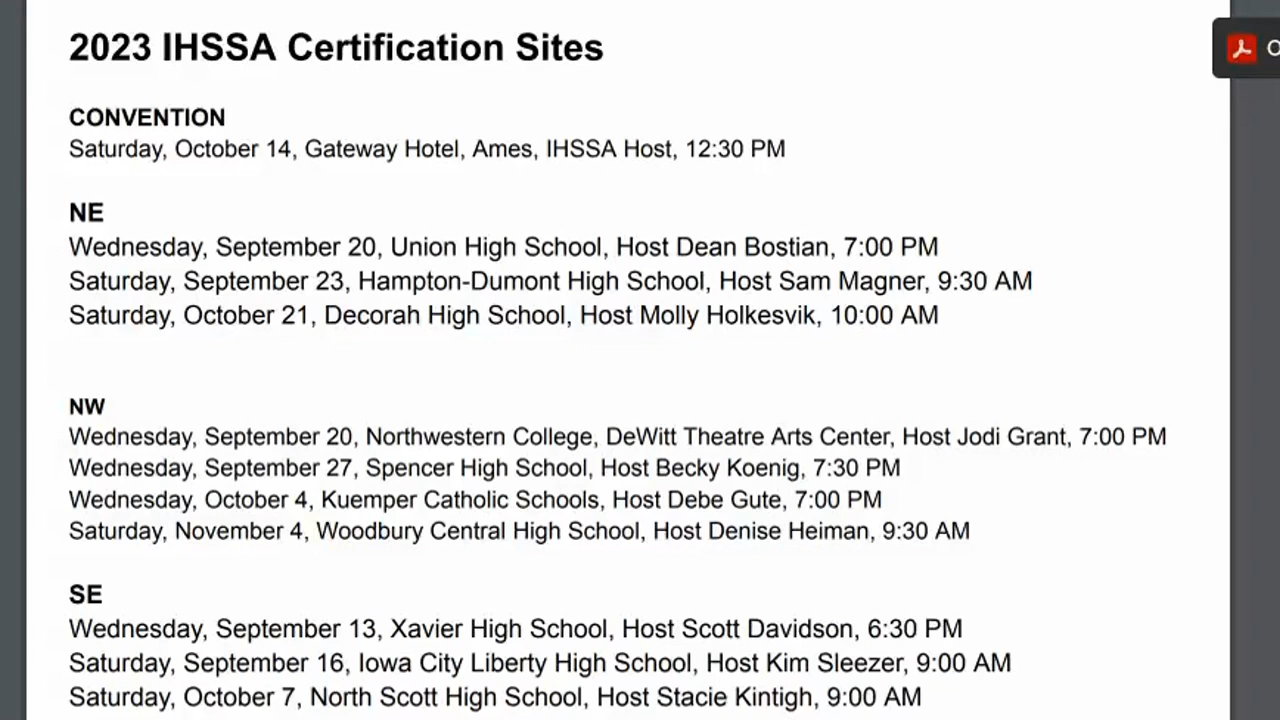 2023 IHSSA Certification Sites
CONVENTION
Saturday, October 14, Gateway Hotel, Ames, IHSSA Host, 12:30 PM
NE
Wednesday, September 20, Union High School, Host Dean Bostian, 7:00 PM
Saturday, September 23, Hampton-Dumont High School, Host Sam Magner, 9:30 AM
Saturday, October 21, Decorah High School, Host Molly Holkesvik, 10:00 AM
NW
Wednesday, September 20, Northwestern College, DeWitt Theatre Arts Center, Host Jodi Grant, 7:00 PM
Wednesday, September 27, Spencer High School, Host Becky Koenig, 7:30 PM
Wednesday, October 4, Kuemper Catholic Schools, Host Debe Gute, 7:00 PM
Saturday, November 4, Woodbury Central High School, Host Denise Heiman, 9:30 AM
SE
Wednesday, September 13, Xavier High School, Host Scott Davidson, 6:30 PM
Saturday, September 16, Iowa City Liberty High School, Host Kim Sleezer, 9:00 AM
Saturday, October 7, North Scott High School, Host Stacie Kintigh, 9:00 AM